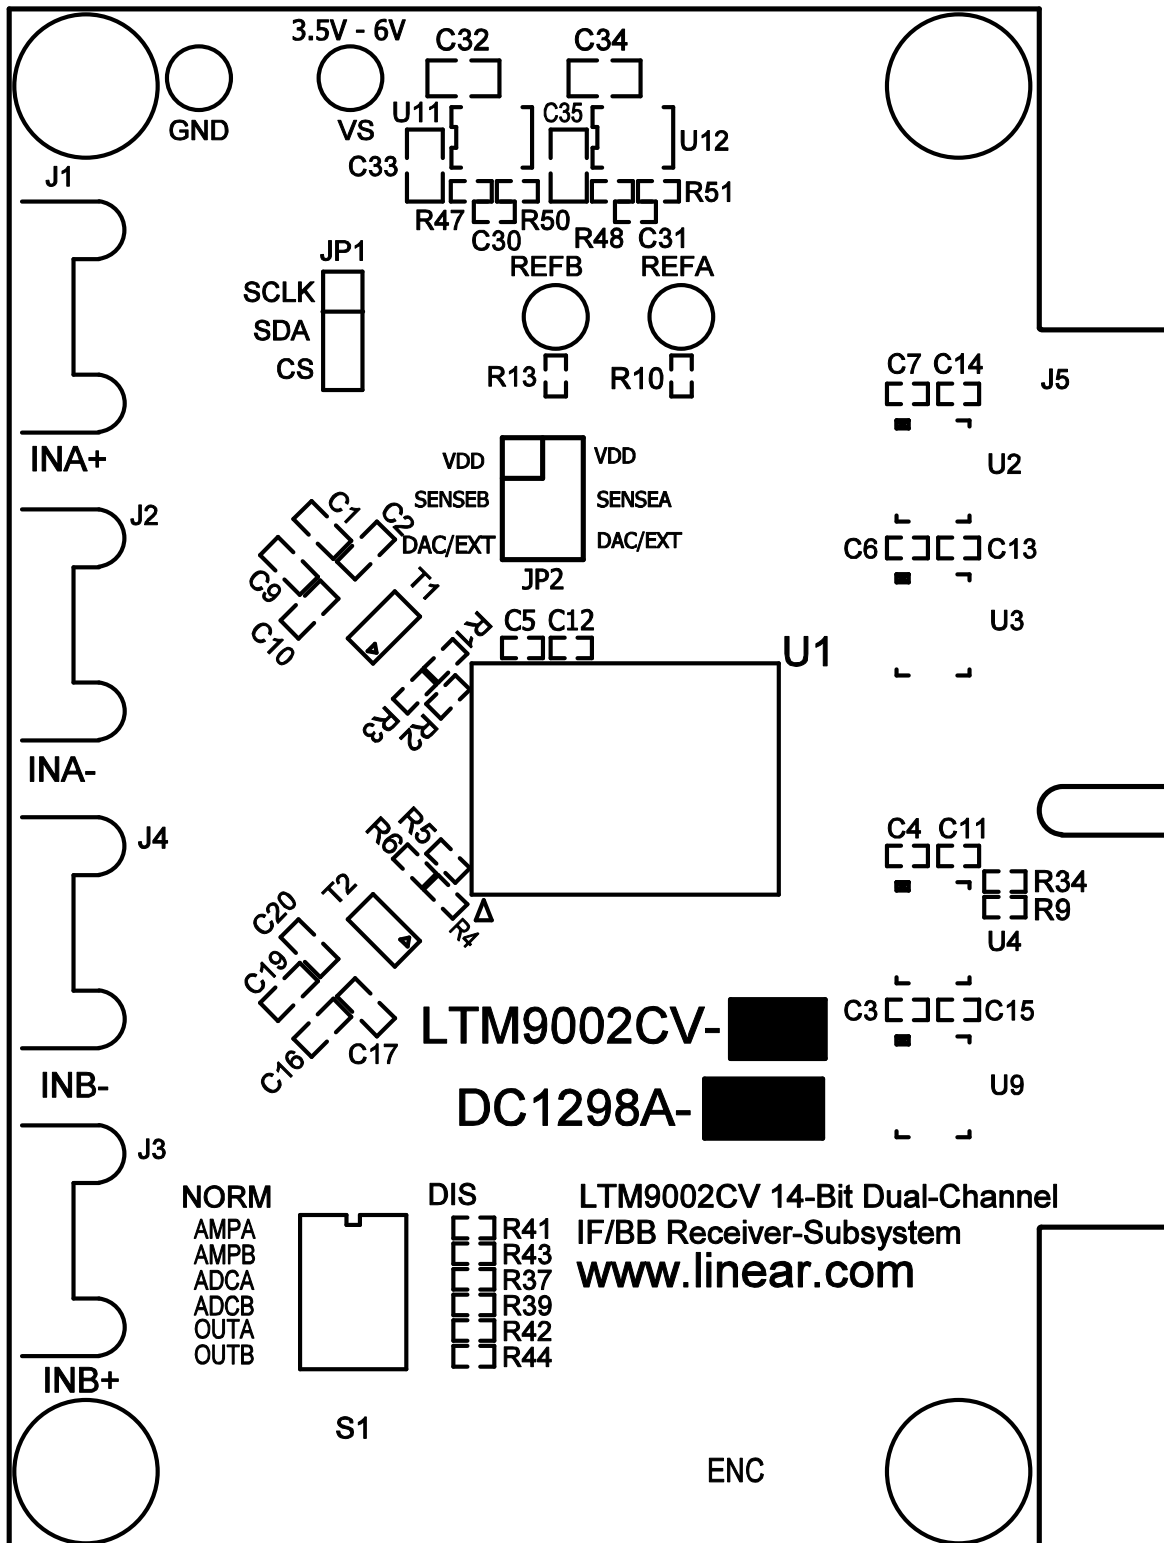 3.5V - 6V
C32
C34
GND
VS
U11
C35
U12
C33
J1
R47
R50
R48
R51
C30
C31
JP1
REFB
REFA
SCLK
SDA
CS
R13
R10
C7
C14
J5
INA+
VDD
VDD
U2
SENSEB
SENSEA
J2
C1
C2
DAC/EXT
DAC/EXT
C6
C13
JP2
C9
T1
C10
C5
C12
U3
R1
U1
R3
R2
INA-
J4
R5
R6
C4
C11
R34
R9
T2
C20
R4
U4
C19
C3
C15
LTM9002CV-
C16
C17
INB-
U9
DC1298A-
J3
NORM
DIS
LTM9002CV 14-Bit Dual-Channel
AMPA
R41
IF/BB Receiver-Subsystem
AMPB
R43
ADCA
R37
www.linear.com
ADCB
R39
OUTA
R42
OUTB
R44
INB+
S1
ENC